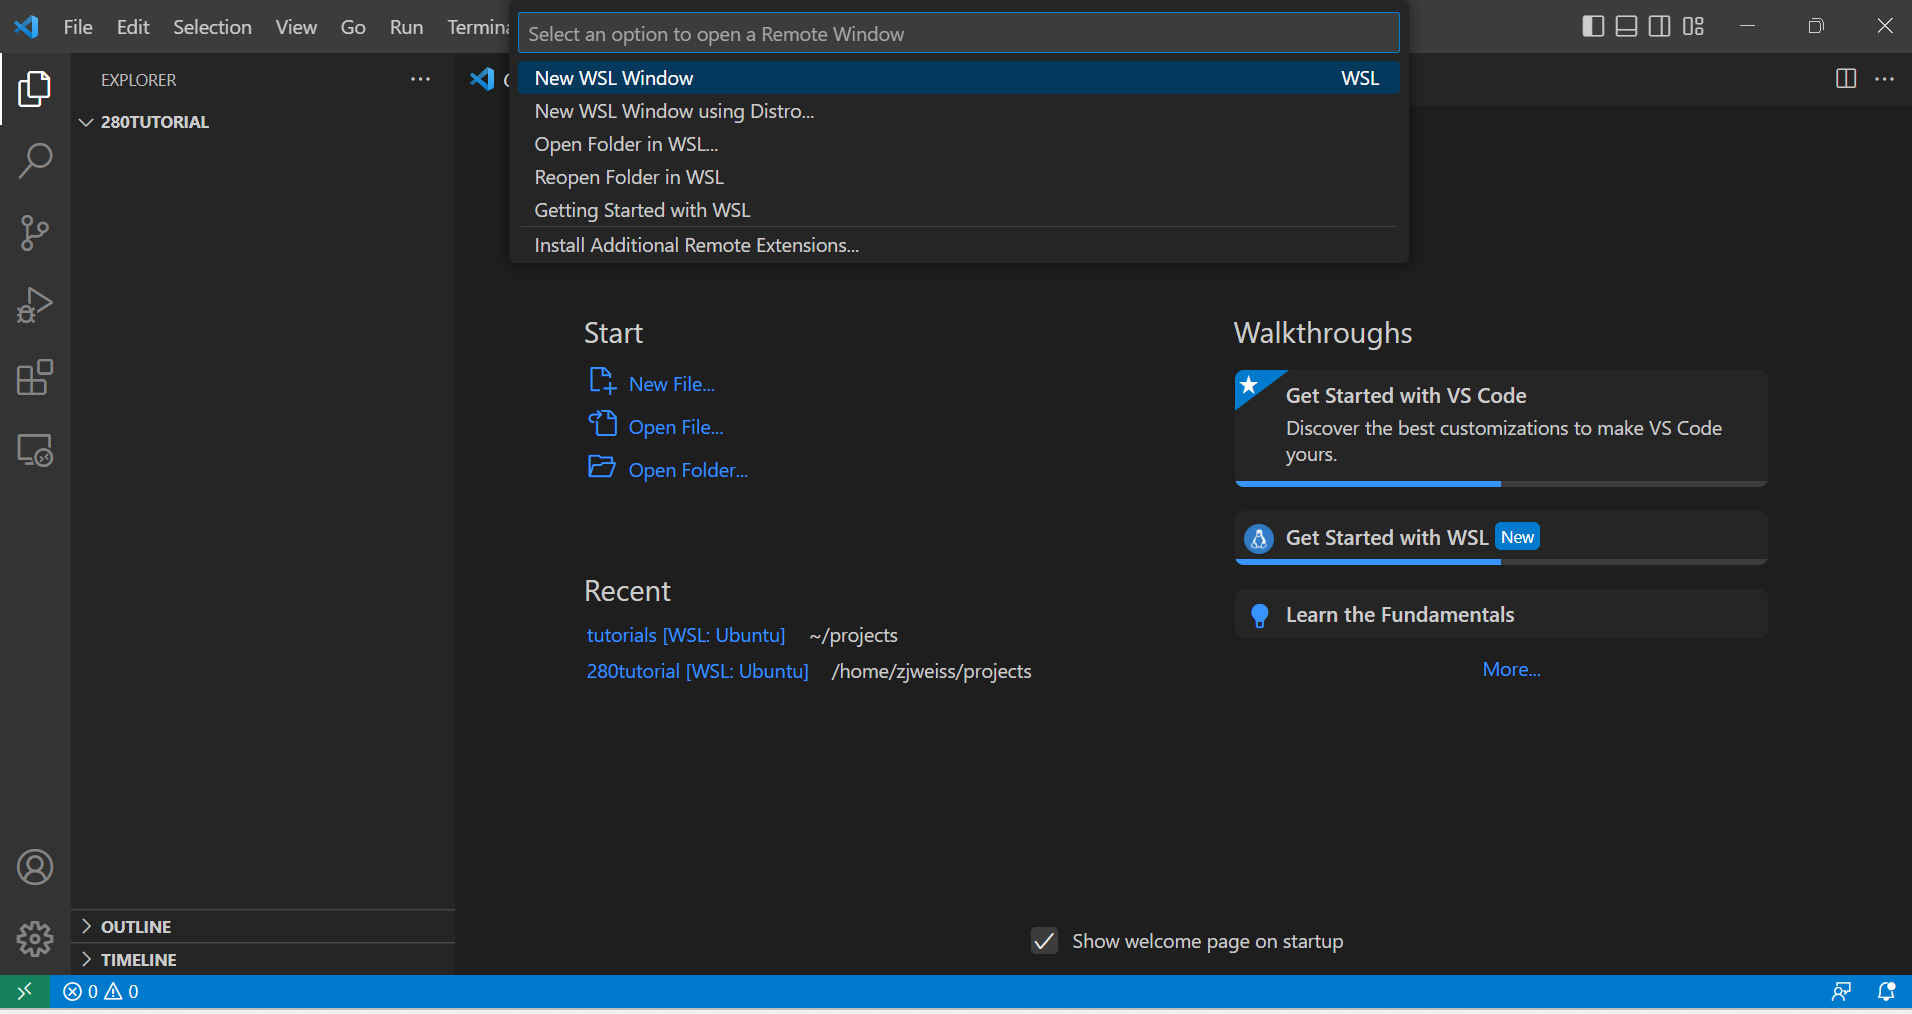 File Edit Selection View Go Run
Select an option to open a Remote Window
New WSL Window WSL
New WSL Window using Distro...
Open Folder in WSL...
Reopen Folder in WSL
Getting Started with WSL
Install Additional Remote Extensions...
EXPLORER
280TUTORIAL
Start
New File...
Open File...
Open Folder...
Recent
tutorials [WSL: Ubuntu] ~/projects
280tutorial [WSL: Ubuntu] /home/zjweiss/projects
Walkthroughs
Get Started with VS Code
Discover the best customizations to make VS Code
yours.
Get Started with WSL New
Learn the Fundamentals
More...
Show welcome page on startup
OUTLINE
TIMELINE
0 0